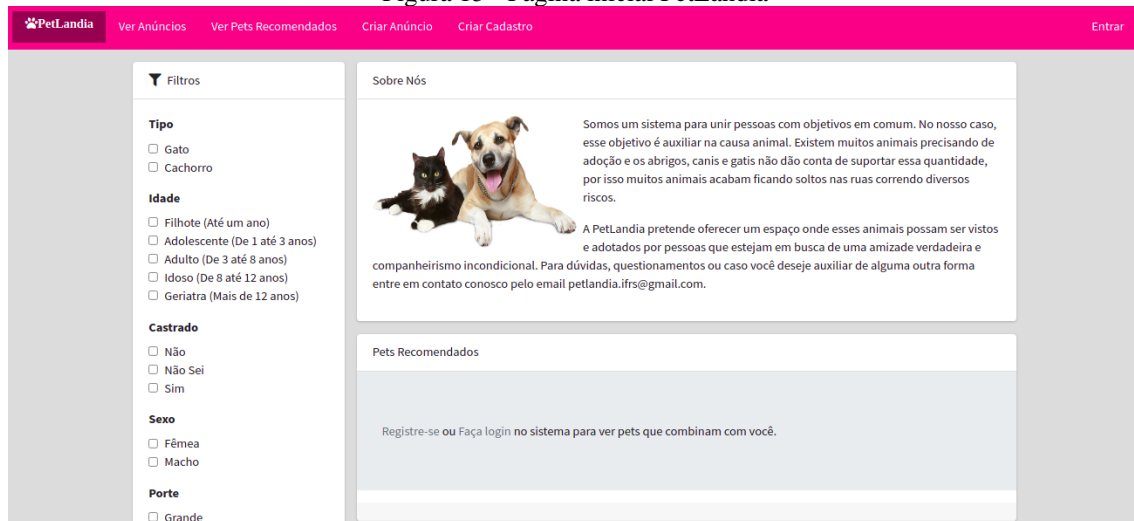 Figura 13 - Página inicial PetLandia
PetLandia
Ver Anúncios
Ver Pets Recomendados
Criar Anúncio
Criar Cadastro
Entrar
Filtros
Tipo
Gato
Cachorro
Idade
Filhote (Até um ano)
Adolescente (De 1 até 3 anos)
Adulto (De 3 até 8 anos)
Idoso (De 8 até 12 anos)
Geriatra (Mais de 12 anos)
Castrado
Não
Não Sei
Sim
Sexo
Fêmea
Macho
Porte
Grande
Sobre Nós
Somos um sistema para unir pessoas com objetivos em comum. No nosso caso,
esse objetivo é auxiliar na causa animal. Existem muitos animais precisando de
adoção e os abrigos, canis e gatis não dão conta de suportar essa quantidade,
por isso muitos animais acabam ficando soltos nas ruas correndo diversos
riscos.
A PetLandia pretende oferecer um espaço onde esses animais possam ser vistos
e adotados por pessoas que estejam em busca de uma amizade verdadeira e
companheirismo incondicional. Para dúvidas, questionamentos ou caso você deseje auxiliar de alguma outra forma
entre em contato conosco pelo email petlandia.ifrs@gmail.com.
Pets Recomendados
Registre-se ou Faça login no sistema para ver pets que combinam com você.